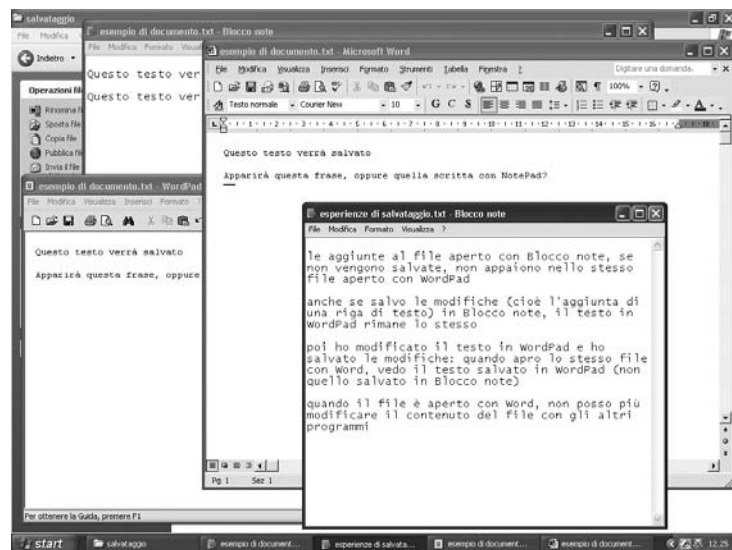 salvataggio
File Modifica
Indietro
Operazioni fi
Rinomina fi
Sposta file
Copia file
Pubblica fi
Invia il file
esempio di documento.txt - Blocco note
File Modifica Formato Visual
Questo testo ver
Questo testo ver
esempio di documento.txt - Microsoft Word
File Modifica Visualizza Inserisci Formato Strumenti Tabella Finestra ?
Digitare una domanda.
100%
Testo normale Courier New 10 G C S
Questo testo verrà salvato
Apparirà questa frase, oppure quella scritta con NotePad?
Pg 1 Sez 1
esempio di documento.txt - WordPad
File Modifica Visualizza Inserisci Formato ?
Questo testo verrà salvato
Apparirà questa frase, oppure
Per ottenere la Guida, premere F1
esperienze di salvataggio.txt - Blocco note
File Modifica Formato Visualizza ?
le aggiunte al file aperto con Blocco note, se
non vengono salvate, non appaiono nello stesso
file aperto con WordPad
anche se salvo le modifiche (cioè l'aggiunta di
una riga di testo) in Blocco note, il testo in
WordPad rimane lo stesso
poi ho modificato il testo in WordPad e ho
salvato le modifiche: quando apro lo stesso file
con Word, vedo il testo salvato in WordPad (non
quello salvato in Blocco note)
quando il file è aperto con Word, non posso più
modificare il contenuto del file con gli altri
programmi
start
salvataggio
esempio di document...
esperienze di salvata...
esempio di document...
esempio di document...
12.25